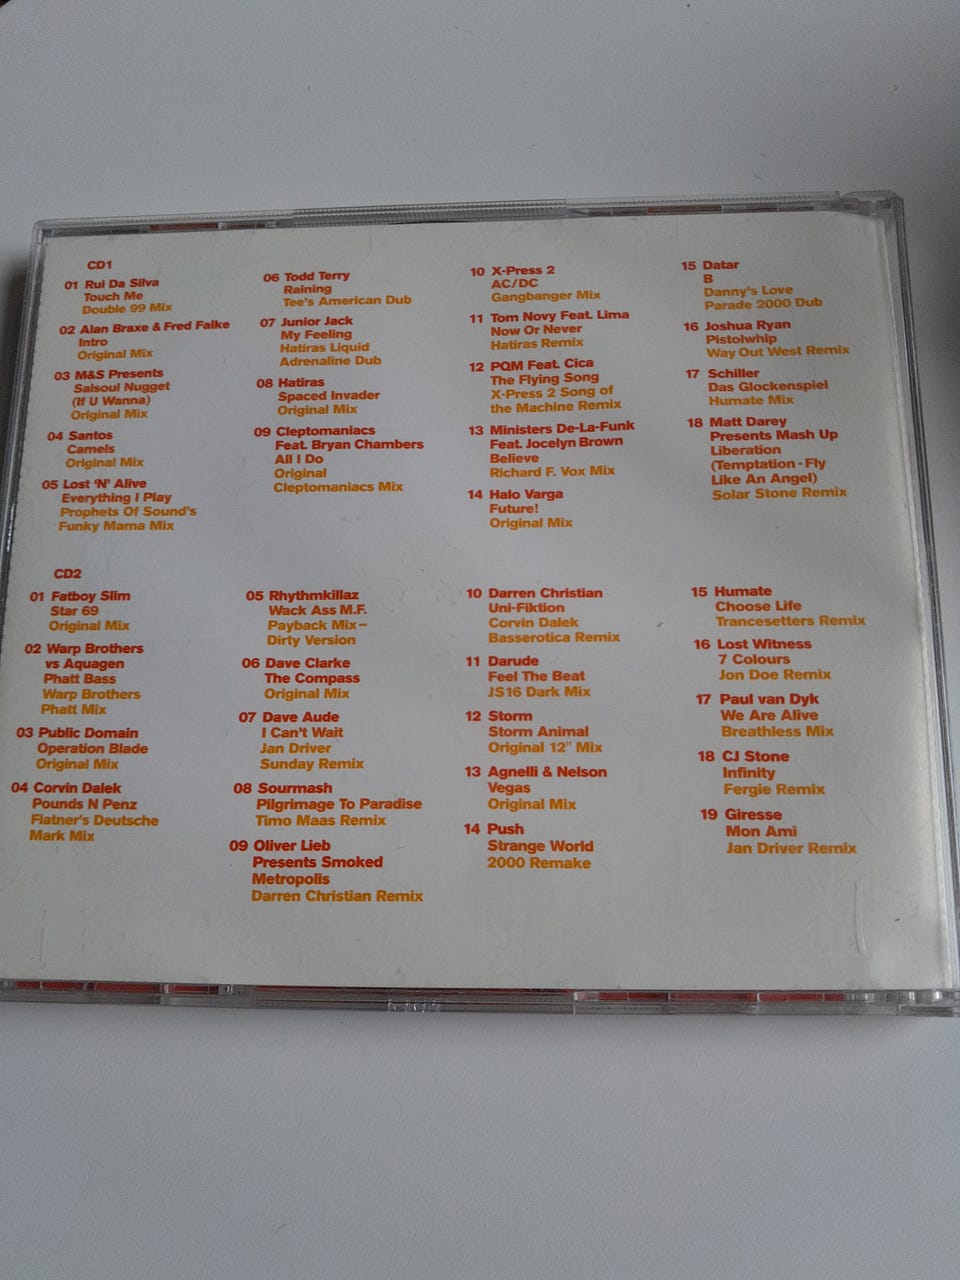 CD1
01 Rui Da Silva
Touch Me
Double 99 Mix
02 Alan Braxe & Fred Falke
Intro
Original Mix
03 M&S Presents
Salsoul Nugget
(If U Wanna)
Original Mix
04 Santos
Camels
Original Mix
05 Lost 'N' Alive
Everything I Play
Prophets Of Sound's
Funky Mama Mix
06 Todd Terry
Raining
Tee's American Dub
07 Junior Jack
My Feeling
Hatiras Liquid
Adrenaline Dub
08 Hatiras
Spaced Invader
Original Mix
09 Cleptomaniacs
Feat. Bryan Chambers
All I Do
Original
Cleptomaniacs Mix
10 X-Press 2
AC/DC
Gangbanger Mix
11 Tom Novy Feat. Lima
Now Or Never
Hatiras Remix
12 PQM Feat. Cica
The Flying Song
X-Press 2 Song of
the Machine Remix
13 Ministers De-La-Funk
Feat. Jocelyn Brown
Believe
Richard F. Vox Mix
14 Halo Varga
Future!
Original Mix
15 Datar
B
Danny's Love
Parade 2000 Dub
16 Joshua Ryan
Pistolwhip
Way Out West Remix
17 Schiller
Das Glockenspiel
Humate Mix
18 Matt Darey
Presents Mash Up
Liberation
(Temptation - Fly
Like An Angel)
Solar Stone Remix
CD2
01 Fatboy Slim
Star 69
Original Mix
02 Warp Brothers
vs Aquagen
Phatt Bass
Warp Brothers
Phatt Mix
03 Public Domain
Operation Blade
Original Mix
04 Corvin Dalek
Pounds N Penz
Flatner's Deutsche
Mark Mix
05 Rhythmkillaz
Wack Ass M.F.
Payback Mix –
Dirty Version
06 Dave Clarke
The Compass
Original Mix
07 Dave Aude
I Can't Wait
Jan Driver
Sunday Remix
08 Sourmash
Pilgrimage To Paradise
Timo Maas Remix
09 Oliver Lieb
Presents Smoked
Metropolis
Darren Christian Remix
10 Darren Christian
Uni-Fiktion
Corvin Dalek
Basserotica Remix
11 Darude
Feel The Beat
JS16 Dark Mix
12 Storm
Storm Animal
Original 12" Mix
13 Agnelli & Nelson
Vegas
Original Mix
14 Push
Strange World
2000 Remake
15 Humate
Choose Life
Trancesetters Remix
16 Lost Witness
7 Colours
Jon Doe Remix
17 Paul van Dyk
We Are Alive
Breathless Mix
18 CJ Stone
Infinity
Fergie Remix
19 Giresse
Mon Ami
Jan Driver Remix